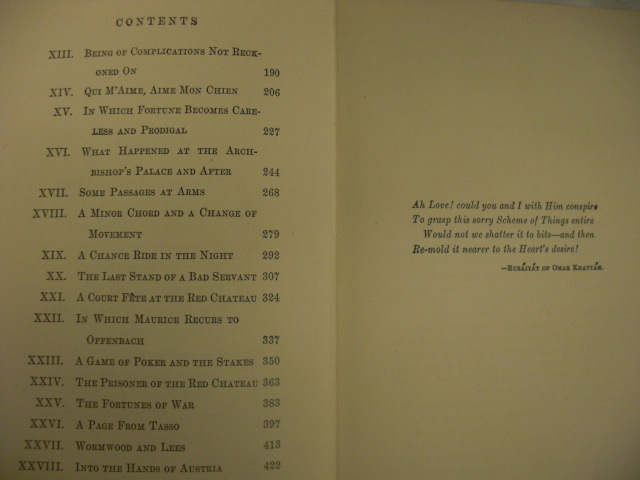 CONTENTS
XIII. Being of Complications Not Reck-
oned On 190
XIV. Qui M'Aime, Aime Mon Chien 206
XV. In Which Fortune Becomes Care-
less and Prodigal 227
XVI. What Happened at the Arch-
bishop's Palace and After 244
XVII. Some Passages at Arms 268
XVIII. A Minor Chord and a Change of
Movement 279
XIX. A Chance Ride in the Night 292
XX. The Last Stand of a Bad Servant 307
XXI. A Court Fête at the Red Chateau 324
XXII. In Which Maurice Recurs to
Offenbach 337
XXIII. A Game of Poker and the Stakes 350
XXIV. The Prisoner of the Red Chateau 363
XXV. The Fortunes of War 383
XXVI. A Page From Tasso 397
XXVII. Wormwood and Lees 413
XXVIII. Into the Hands of Austria 422
Ah Love! could you and I with Him conspire
To grasp this sorry Scheme of Things entire
Would not we shatter it to bits—and then
Re-mold it nearer to the Heart's desire!
—Rubáiyát of Omar Khayyám.